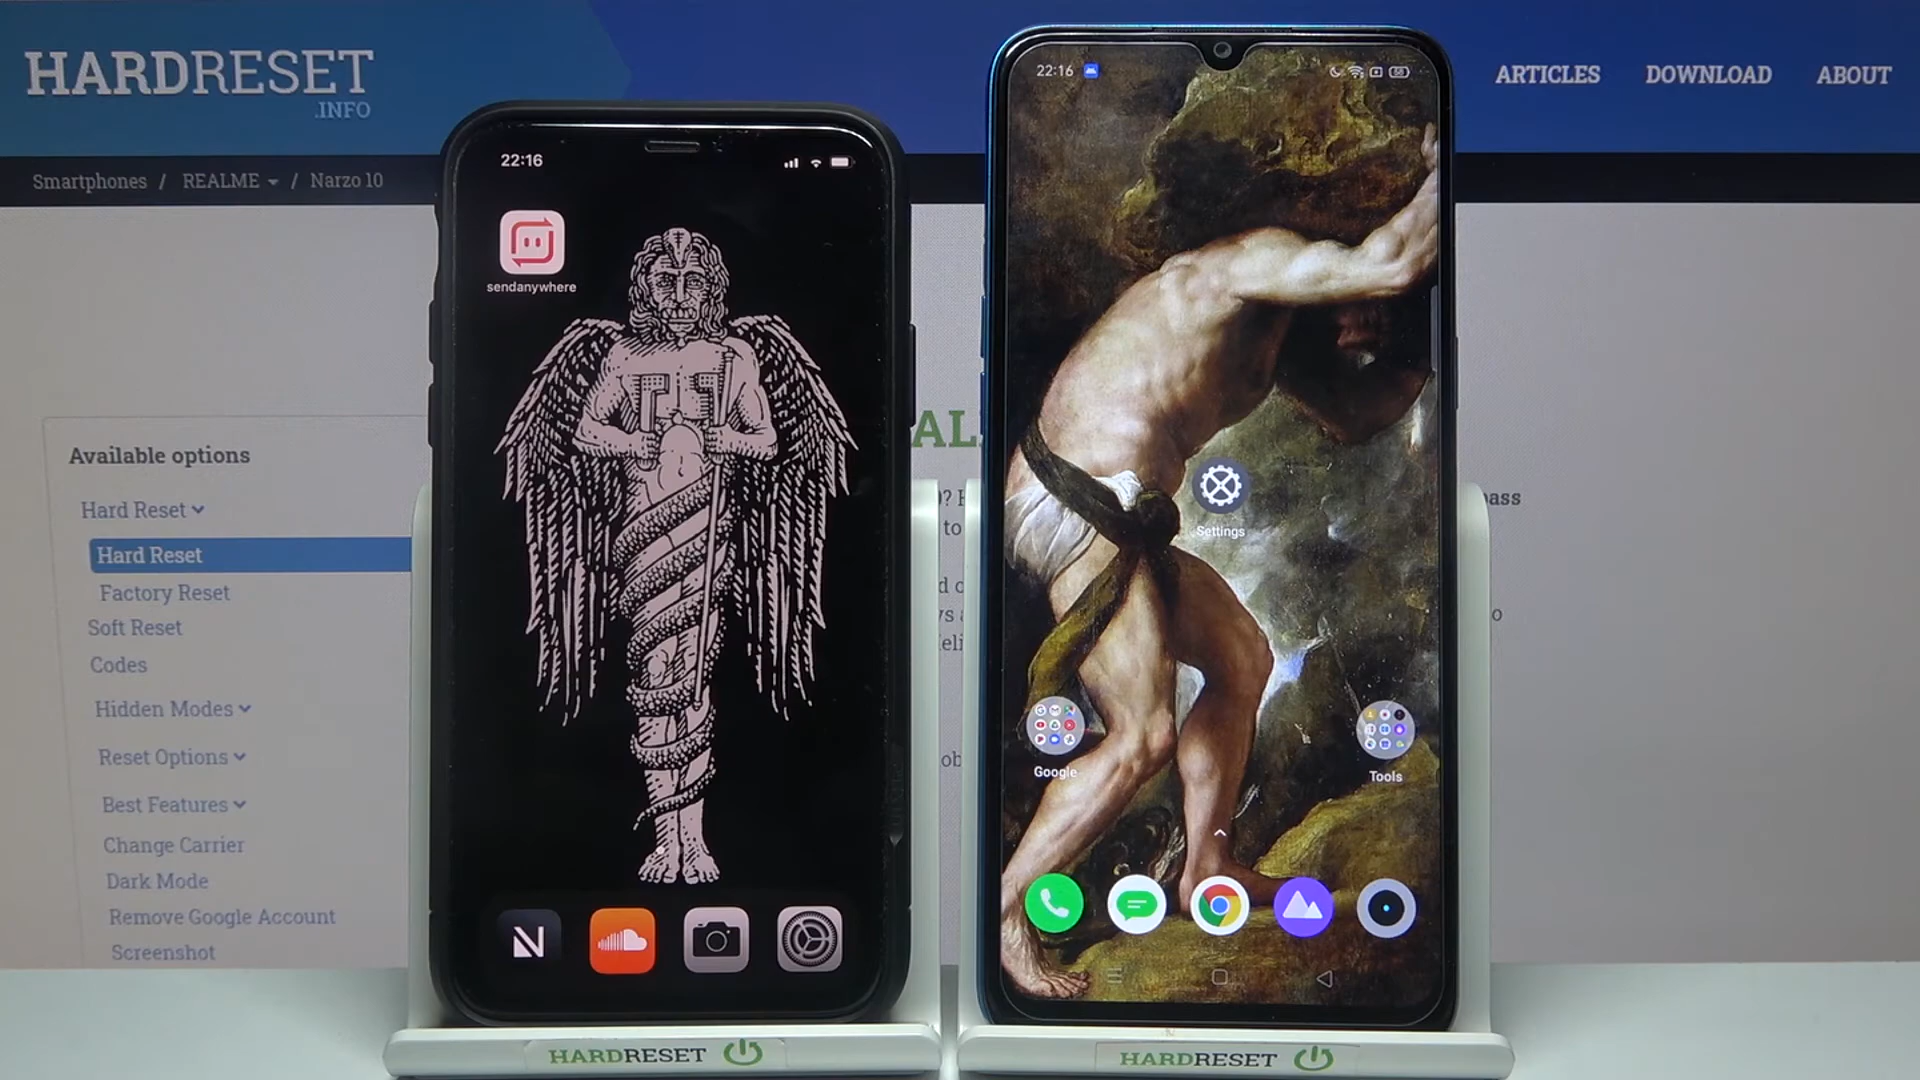 HARDRESET
.INFO
ARTICLES DOWNLOAD ABOUT
Smartphones / REALME / Narzo 10
Available options
Hard Reset
Hard Reset
Factory Reset
Soft Reset
Codes
Hidden Modes
Reset Options
Best Features
Change Carrier
Dark Mode
Remove Google Account
Screenshot
22:16
sendanywhere
N
22:16
58
Settings
Google
Tools
to
HARDRESET
HARDRESET